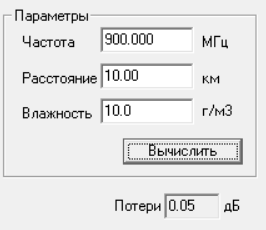 Параметры
Частота 900.000 МГц
Расстояние 10.00 км
Влажность 10.0 г/м3
Вычислить
Потери 0.05 дБ